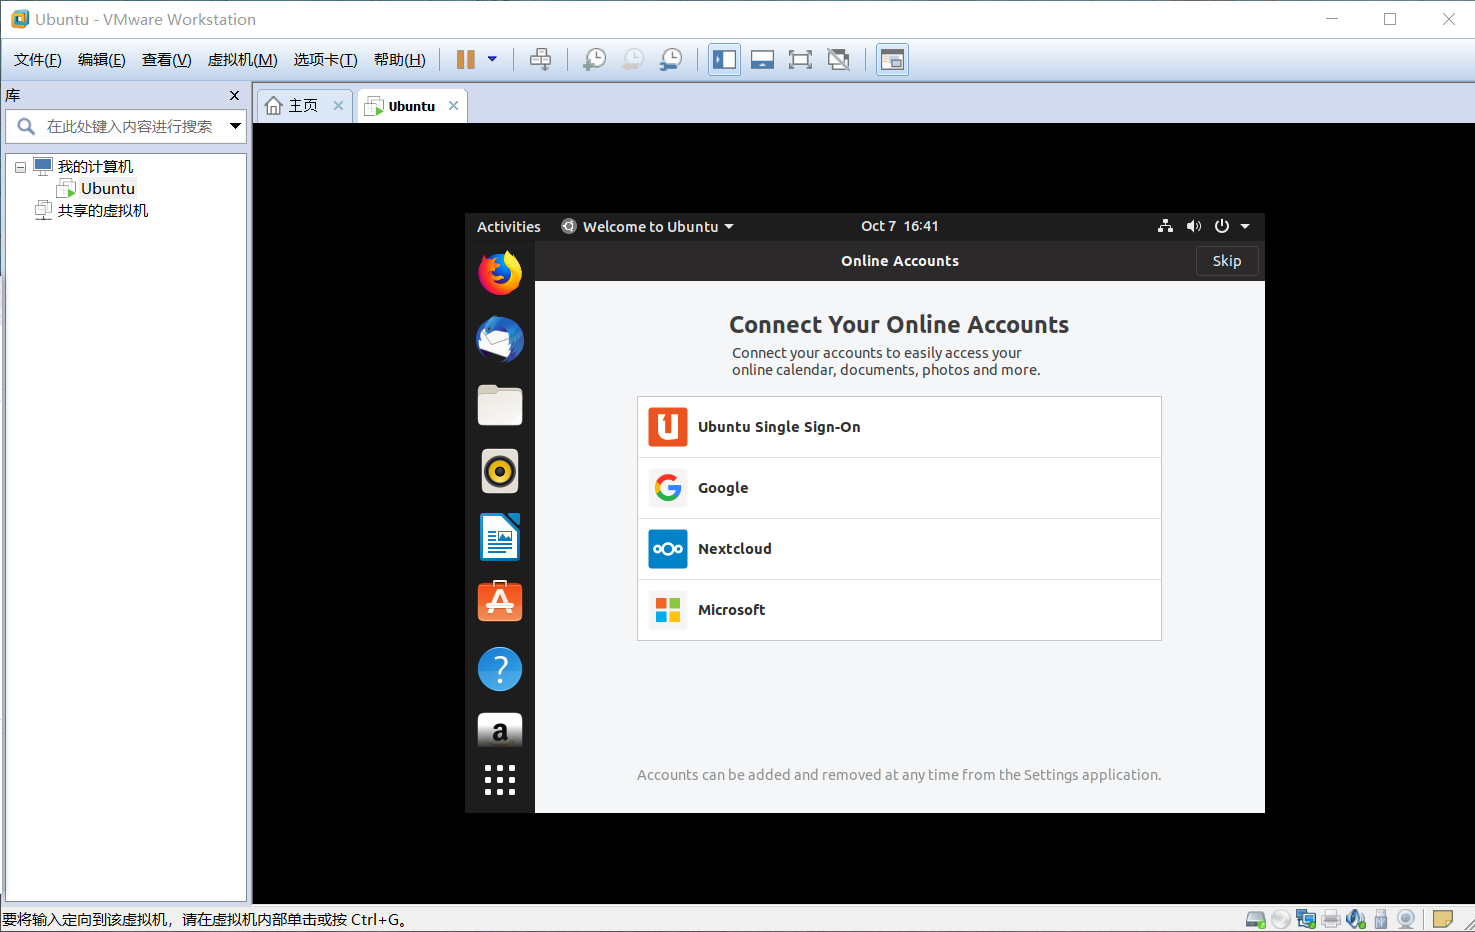 Ubuntu - VMware Workstation
文件(F) 编辑(E) 查看(V) 虚拟机(M) 选项卡(T) 帮助(H)
库
在此处键入内容进行搜索
我的计算机
Ubuntu
共享的虚拟机
主页
Ubuntu
Activities Welcome to Ubuntu Oct 7 16:41
Online Accounts
Skip
Connect Your Online Accounts
Connect your accounts to easily access your
online calendar, documents, photos and more.
Ubuntu Single Sign-On
Google
Nextcloud
Microsoft
Accounts can be added and removed at any time from the Settings application.
要将输入定向到该虚拟机，请在虚拟机内部单击或按 Ctrl+G。